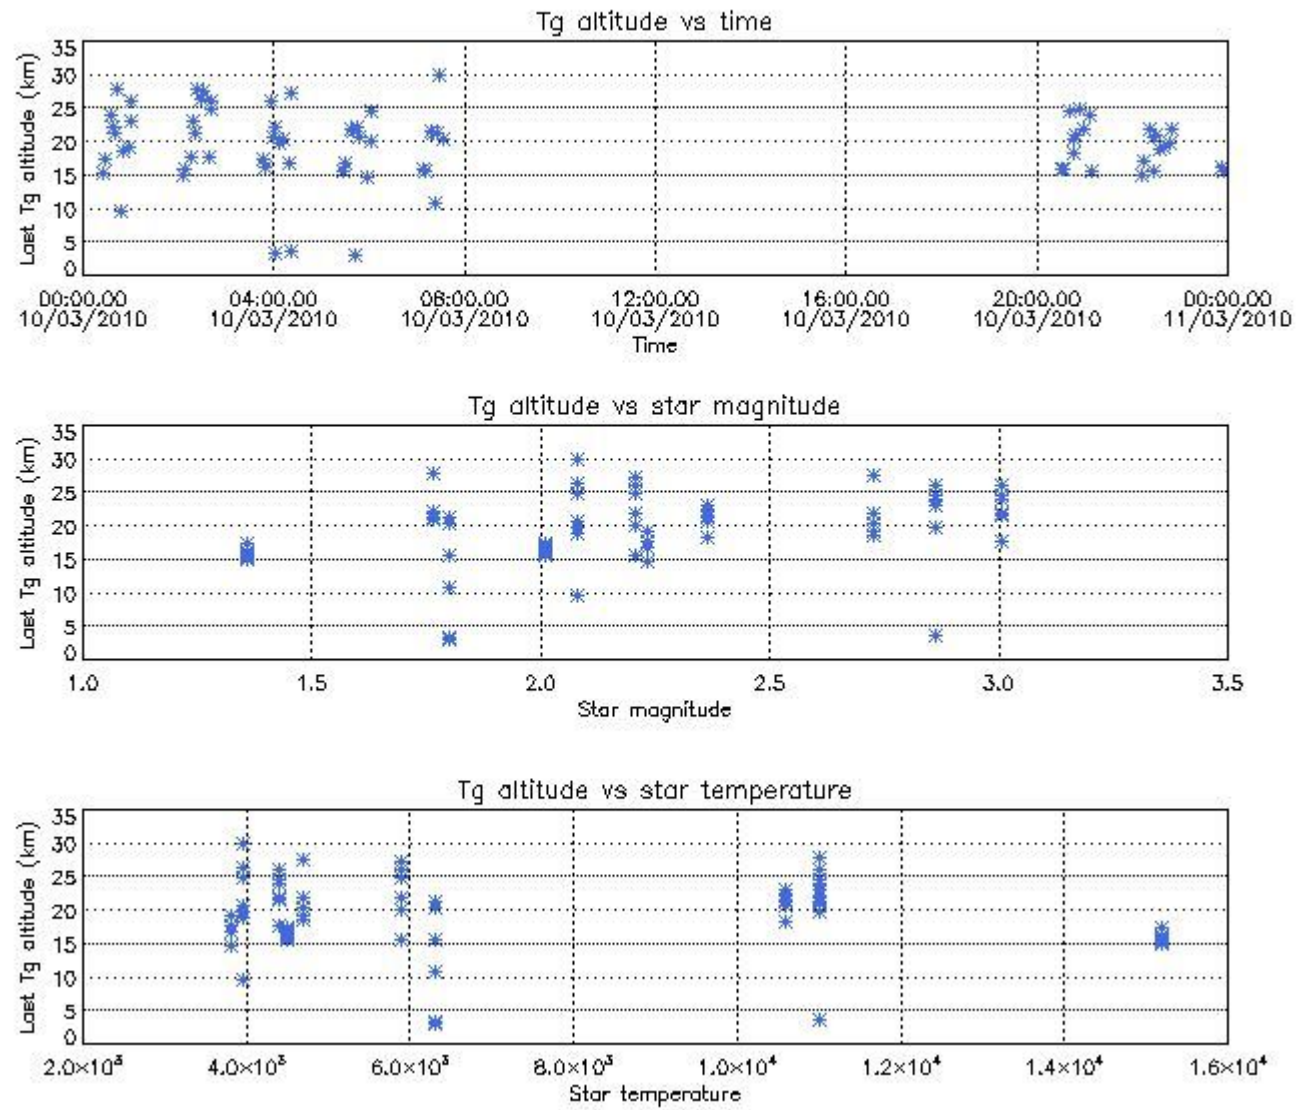 Tg altitude vs time
Last Tg altitude (km)
35
30
25
20
15
10
5
0
00:00.00 04:00.00 08:00.00 12:00.00 16:00.00 20:00.00 00:00.00
10/03/2010 10/03/2010 10/03/2010 10/03/2010 10/03/2010 10/03/2010 11/03/2010
Time
Tg altitude vs star magnitude
Last Tg altitude (km)
35
30
25
20
15
10
5
0
1.0 1.5 2.0 2.5 3.0 3.5
Star magnitude
Tg altitude vs star temperature
Last Tg altitude (km)
35
30
25
20
15
10
5
0
2.0×10³ 4.0×10³ 6.0×10³ 8.0×10³ 1.0×10⁴ 1.2×10⁴ 1.4×10⁴ 1.6×10⁴
Star temperature